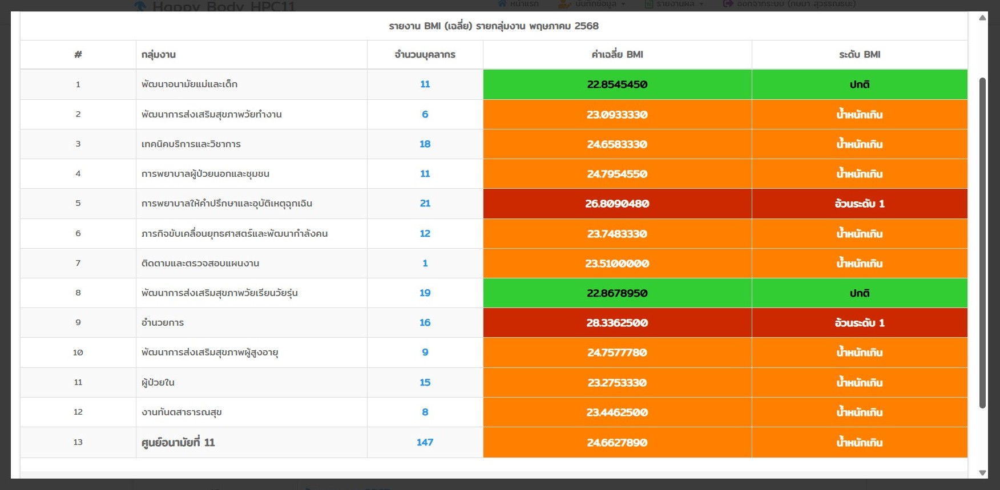 Happy Body HPC11 หน้าแรก บันทึกข้อมูล รายงานผล ออกจากระบบ
รายงาน BMI (เฉลี่ย) รายกลุ่มงาน พฤษภาคม 2568
# กลุ่มงาน จำนวนบุคลากร ค่าเฉลี่ย BMI ระดับ BMI
1 พัฒนาอนามัยแม่และเด็ก 11 22.8545450 ปกติ
2 พัฒนาการส่งเสริมสุขภาพวัยทำงาน 6 23.0933330 น้ำหนักเกิน
3 เทคนิคบริการและวิชาการ 18 24.6583330 น้ำหนักเกิน
4 การพยาบาลผู้ป่วยนอกและชุมชน 11 24.7954550 น้ำหนักเกิน
5 การพยาบาลให้คำปรึกษาและอุบัติเหตุฉุกเฉิน 21 26.8090480 อ้วนระดับ 1
6 ภารกิจขับเคลื่อนยุทธศาสตร์และพัฒนากำลังคน 12 23.7483330 น้ำหนักเกิน
7 ติดตามและตรวจสอบแผนงาน 1 23.5100000 น้ำหนักเกิน
8 พัฒนาการส่งเสริมสุขภาพวัยเรียนวัยรุ่น 19 22.8678950 ปกติ
9 อำนวยการ 16 28.3362500 อ้วนระดับ 1
10 พัฒนาการส่งเสริมสุขภาพผู้สูงอายุ 9 24.7577780 น้ำหนักเกิน
11 ผู้ป่วยใน 15 23.2753330 น้ำหนักเกิน
12 งานทันตสาธารณสุข 8 23.4462500 น้ำหนักเกิน
13 ศูนย์อนามัยที่ 11 147 24.6627890 น้ำหนักเกิน